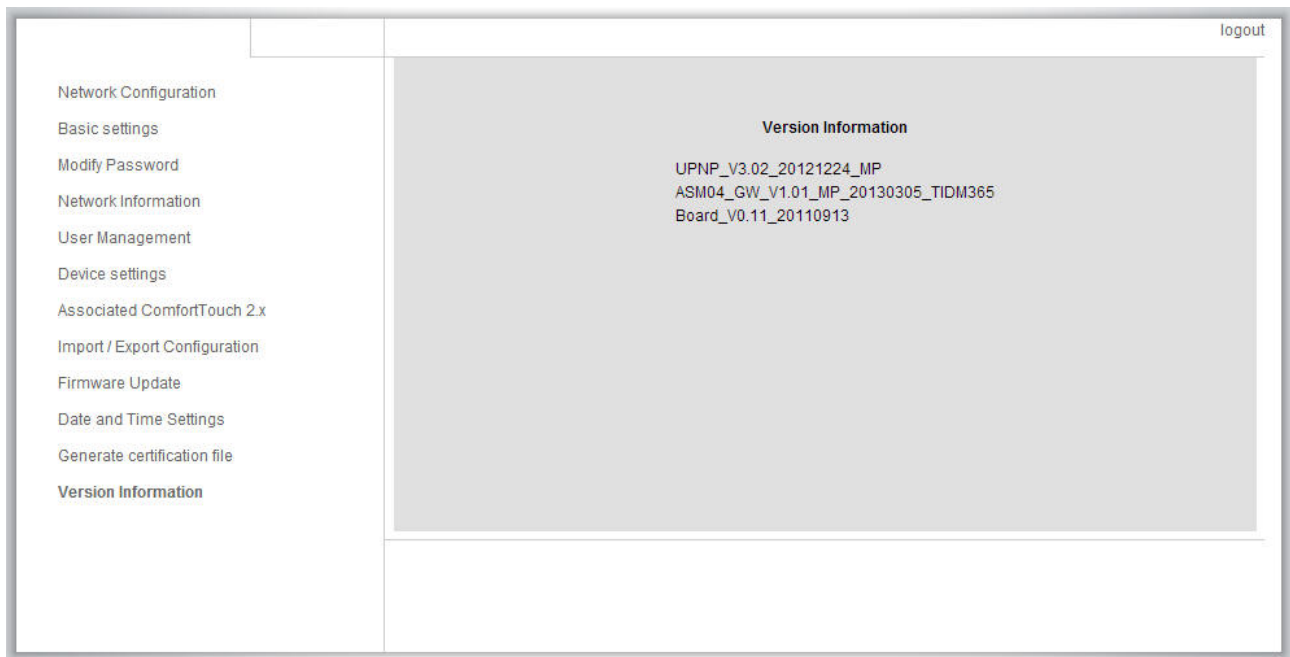 logout
Network Configuration
Basic settings
Modify Password
Network Information
User Management
Device settings
Associated ComfortTouch 2.x
Import / Export Configuration
Firmware Update
Date and Time Settings
Generate certification file
Version Information
Version Information
UPNP_V3.02_20121224_MP
ASM04_GW_V1.01_MP_20130305_TIDM365
Board_V0.11_20110913